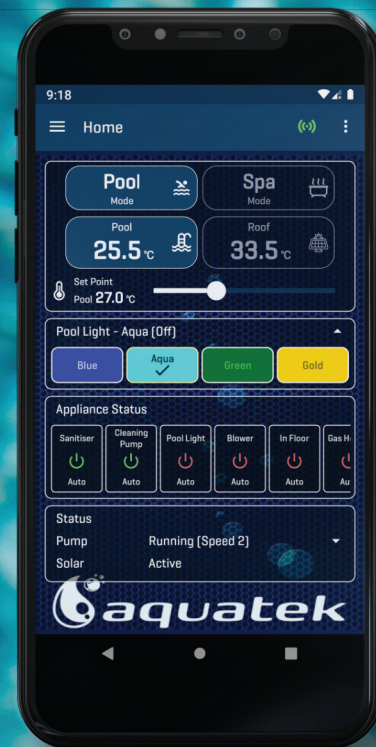 9:18
Home
Pool
Mode
Spa
Mode
Pool
25.5 °C
Roof
33.5 °C
Set Point
Pool 27.0 °C
Pool Light - Aqua (Off)
Blue
Aqua
Green
Gold
Appliance Status
Sanitiser
Auto
Cleaning
Pump
Auto
Pool Light
Auto
Blower
Auto
In Floor
Auto
Gas H
Au
Status
Pump Running (Speed 2)
Solar Active
aquatek